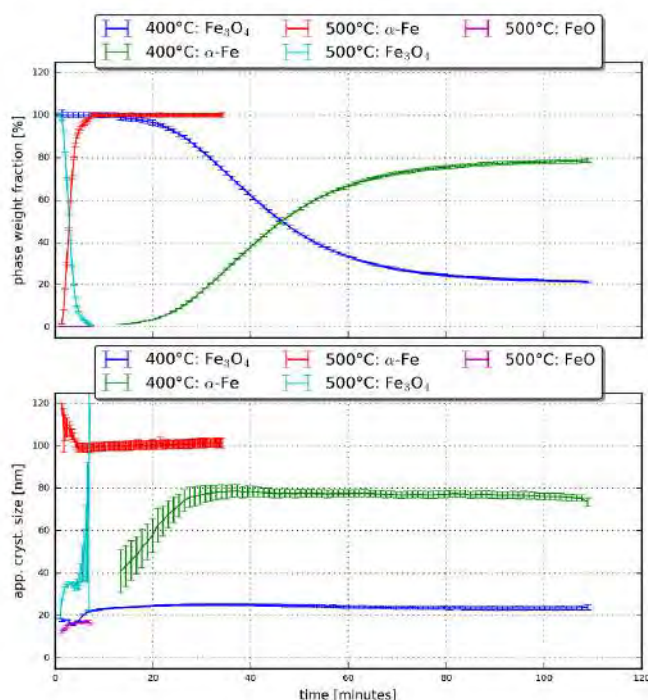 400°C: Fe₃O₄ 500°C: α-Fe 500°C: FeO
400°C: α-Fe 500°C: Fe₃O₄
120
100
80
60
40
20
0
phase weight fraction [%]
400°C: Fe₃O₄ 500°C: α-Fe 500°C: FeO
400°C: α-Fe 500°C: Fe₃O₄
120
100
80
60
40
20
0
app. cryst. size [nm]
0 20 40 60 80 100 120
time [minutes]